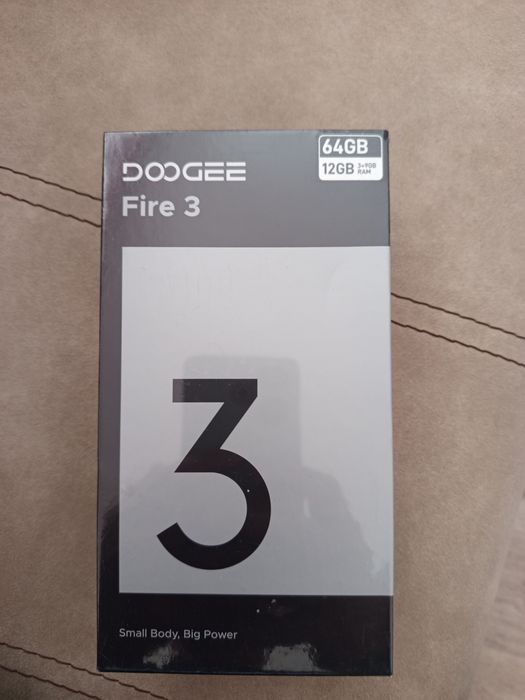 DOOGEE
Fire 3
64GB
12GB 3+9GB
RAM
3
Small Body, Big Power